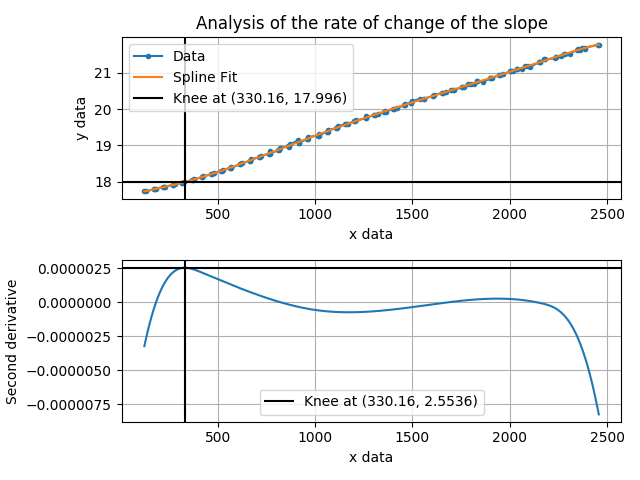 Analysis of the rate of change of the slope
Data
Spline Fit
Knee at (330.16, 17.996)
y data
21
20
19
18
500
1000
1500
2000
2500
x data
Second derivative
0.0000025
0.0000000
−0.0000025
−0.0000050
−0.0000075
Knee at (330.16, 2.5536)
500
1000
1500
2000
2500
x data